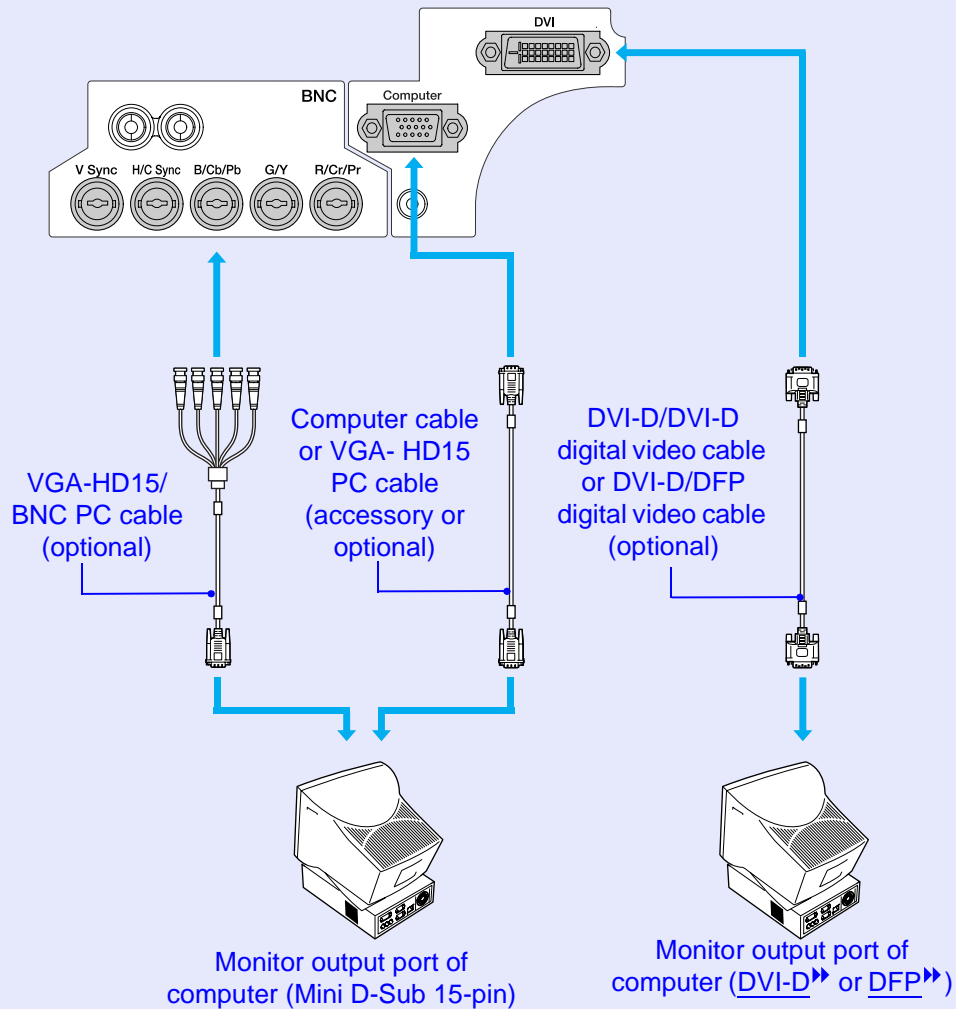 DVI
BNC
Computer
V Sync H/C Sync B/Cb/Pb G/Y R/Cr/Pr
VGA-HD15/
BNC PC cable
(optional)
Computer cable
or VGA- HD15
PC cable
(accessory or
optional)
DVI-D/DVI-D
digital video cable
or DVI-D/DFP
digital video cable
(optional)
Monitor output port of
computer (Mini D-Sub 15-pin)
Monitor output port of
computer (DVI-D or DFP)